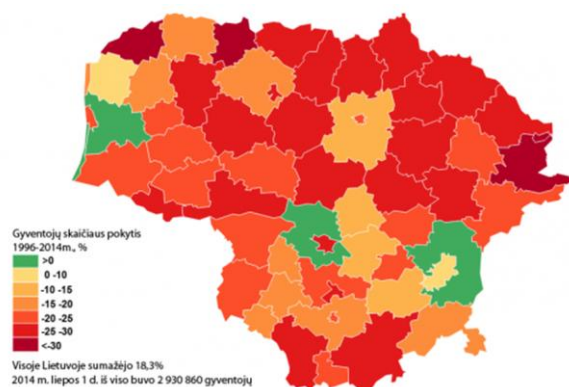 Gyventojų skaičiaus pokytis
1996-2014m., %
>0
0 -10
-10 -15
-15 -20
-20 -25
-25 -30
<-30
Visoje Lietuvoje sumažėjo 18,3%
2014 m. liepos 1 d. iš viso buvo 2 930 860 gyventojų